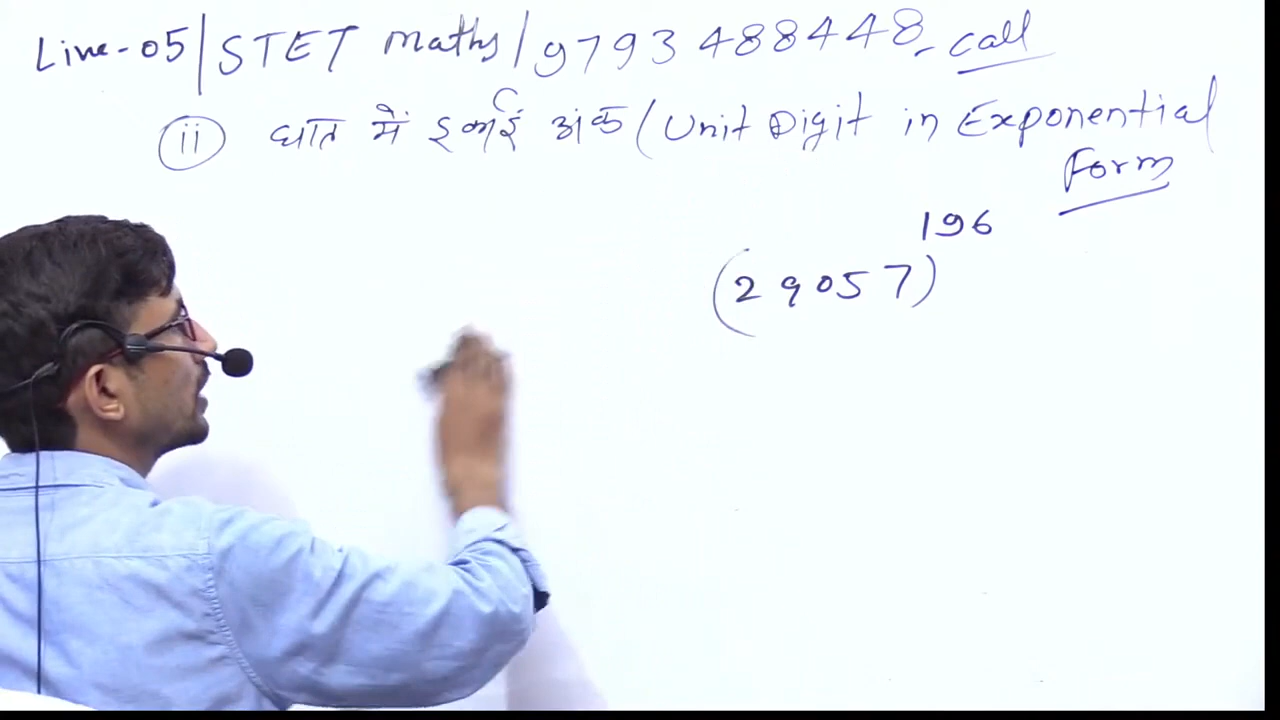 Live-05/STET maths/9793488448-call
(ii) घात में इकाई अंक (Unit Digit in Exponential
Form
(29057)^196